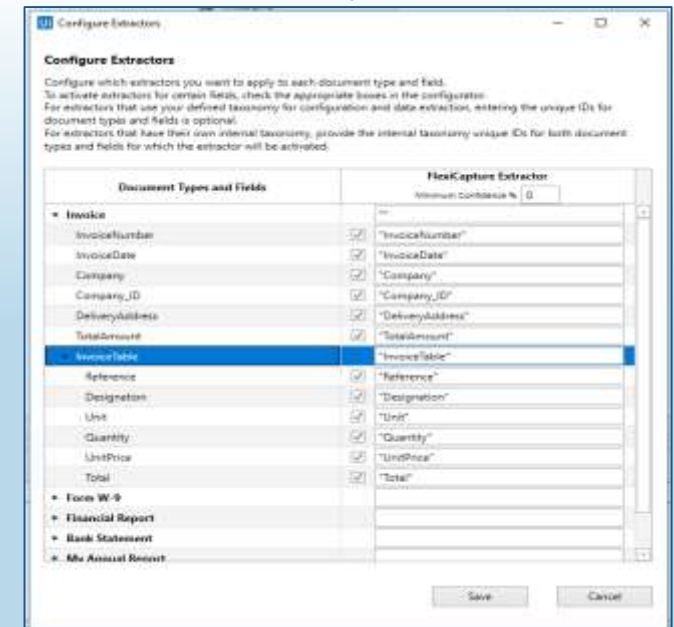 Configure Extractors
Configure Extractors
Configure which extractors you want to apply to each document type and field.
To activate extractors for certain fields, check the appropriate boxes in the configurator.
For extractors that use your defined taxonomy for configuration and data extraction, entering the unique IDs for
document types and fields is optional.
For extractors that have their own internal taxonomy, provide the internal taxonomy unique IDs for both document
types and fields for which the extractor will be activated.
Document Types and Fields
FlexiCapture Extractor
Minimum Confidence % 0
Invoice ""
InvoiceNumber "InvoiceNumber"
InvoiceDate "InvoiceDate"
Company "Company"
Company_ID "Company_ID"
DeliveryAddress "DeliveryAddress"
TotalAmount "TotalAmount"
InvoiceTable "InvoiceTable"
Reference "Reference"
Designation "Designation"
Unit "Unit"
Quantity "Quantity"
UnitPrice "UnitPrice"
Total "Total"
Form W-9
Financial Report
Bank Statement
My Annual Report
Save Cancel